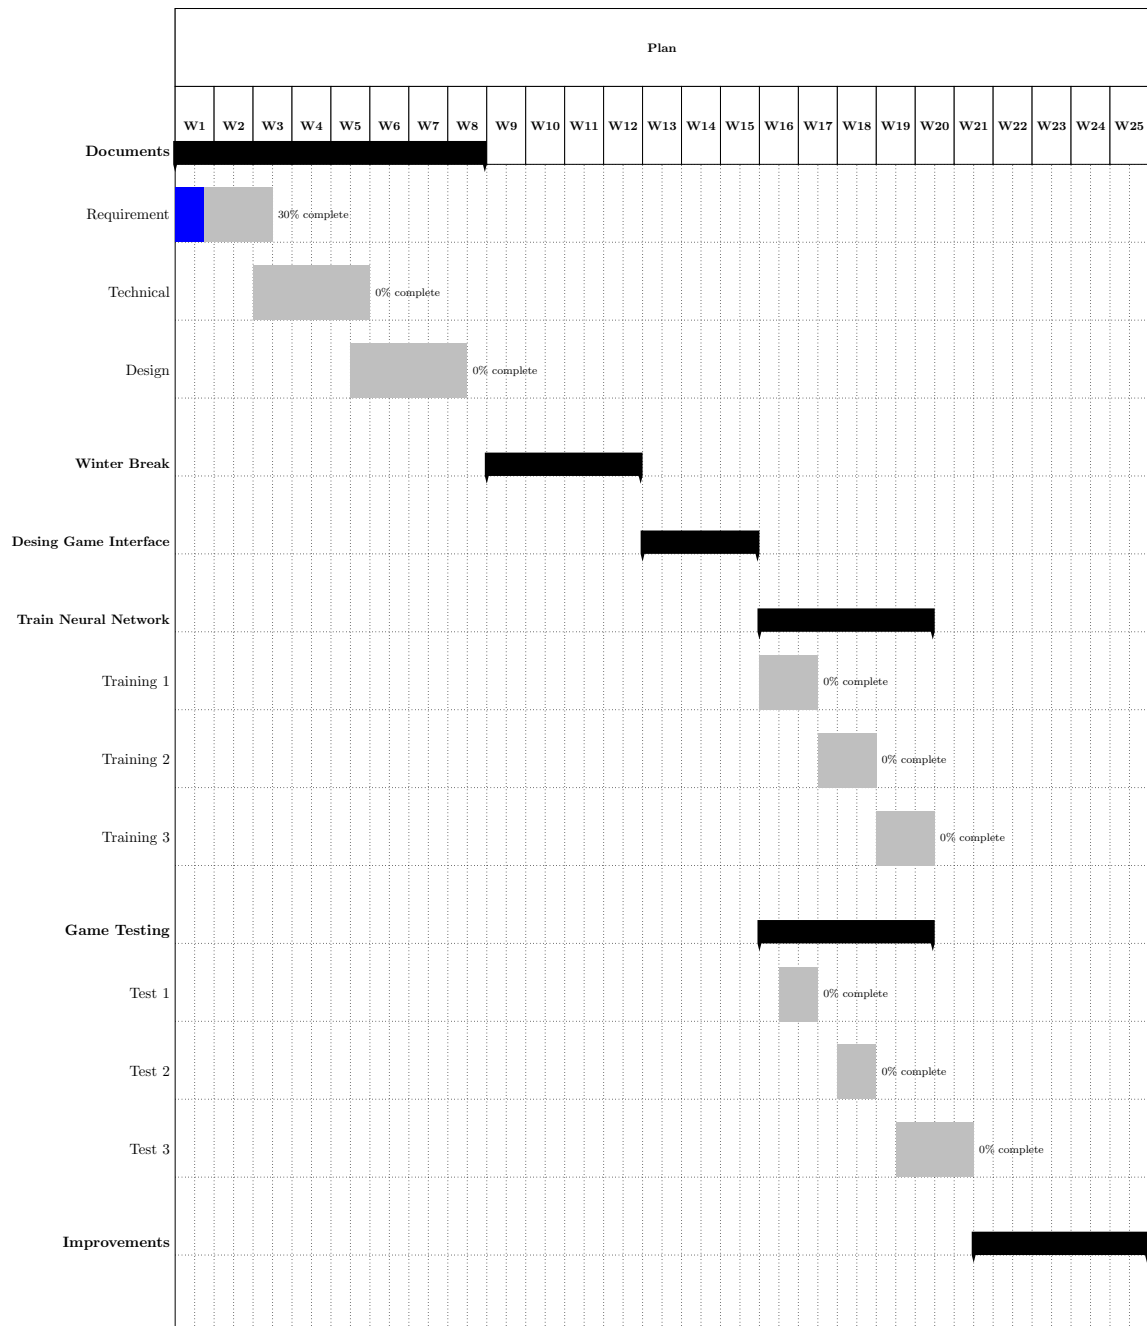 Plan
W1 W2 W3 W4 W5 W6 W7 W8 W9 W10 W11 W12 W13 W14 W15 W16 W17 W18 W19 W20 W21 W22 W23 W24 W25
Documents
Requirement 30% complete
Technical 0% complete
Design 0% complete
Winter Break
Desing Game Interface
Train Neural Network
Training 1 0% complete
Training 2 0% complete
Training 3 0% complete
Game Testing
Test 1 0% complete
Test 2 0% complete
Test 3 0% complete
Improvements